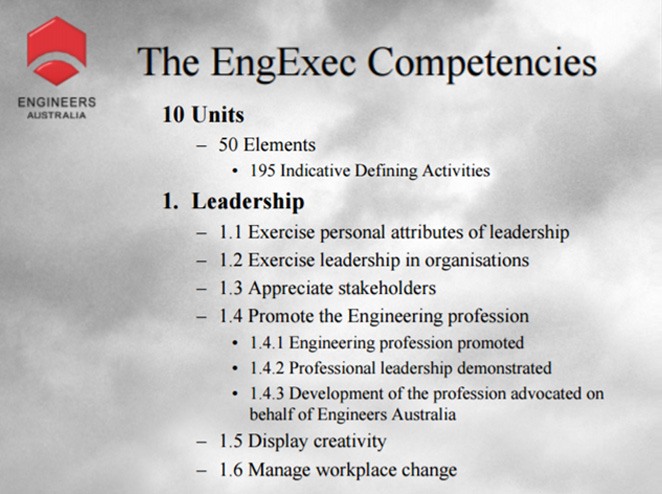 ENGINEERS
AUSTRALIA
The EngExec Competencies
10 Units
– 50 Elements
• 195 Indicative Defining Activities
1. Leadership
– 1.1 Exercise personal attributes of leadership
– 1.2 Exercise leadership in organisations
– 1.3 Appreciate stakeholders
– 1.4 Promote the Engineering profession
• 1.4.1 Engineering profession promoted
• 1.4.2 Professional leadership demonstrated
• 1.4.3 Development of the profession advocated on
behalf of Engineers Australia
– 1.5 Display creativity
– 1.6 Manage workplace change